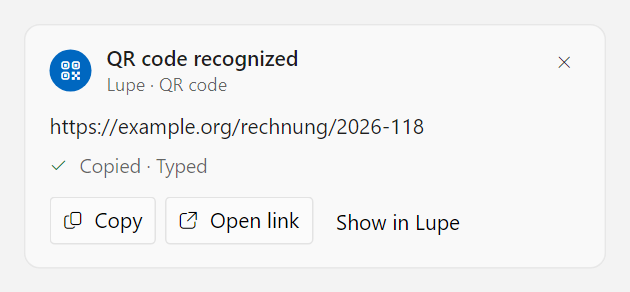 QR code recognized
Lupe · QR code
https://example.org/rechnung/2026-118
Copied · Typed
Copy Open link Show in Lupe